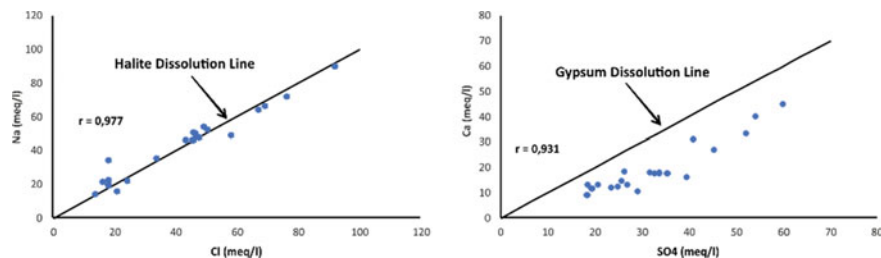 120
100
80
60
40
20
0
Na (meq/l)
Halite Dissolution Line
r = 0,977
0 20 40 60 80 100 120
Cl (meq/l)
80
70
60
50
40
30
20
10
0
Ca (meq/l)
Gypsum Dissolution Line
r = 0,931
0 10 20 30 40 50 60 70 80
SO4 (meq/l)